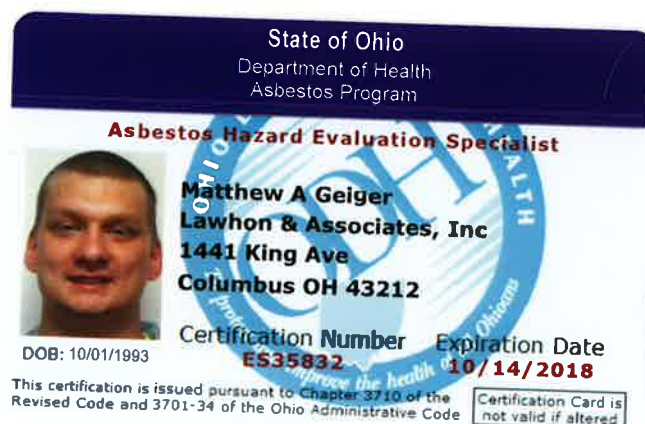 State of Ohio
Department of Health
Asbestos Program
Asbestos Hazard Evaluation Specialist
Matthew A Geiger
Lawhon & Associates, Inc
1441 King Ave
Columbus OH 43212
DOB: 10/01/1993
Certification Number
ES35832
Expiration Date
10/14/2018
This certification is issued pursuant to Chapter 3710 of the
Revised Code and 3701-34 of the Ohio Administrative Code
Certification Card is
not valid if altered
ODH